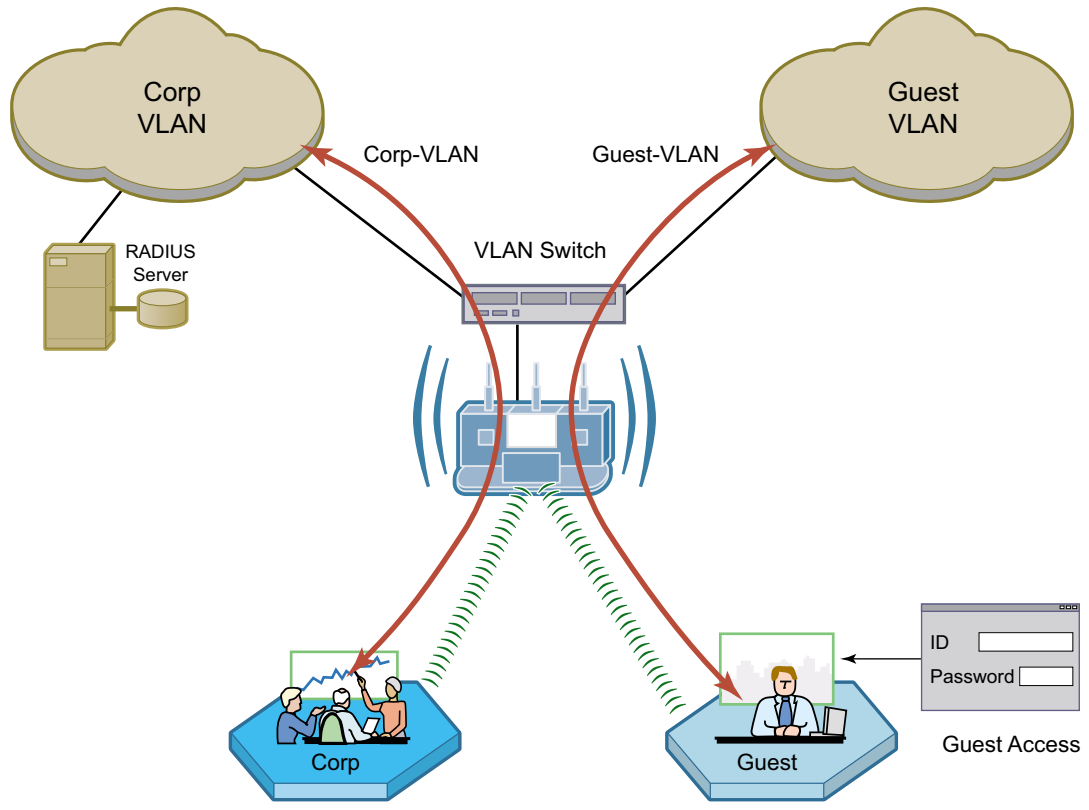 Corp
VLAN
Guest
VLAN
Corp-VLAN
Guest-VLAN
RADIUS
Server
VLAN Switch
ID
Password
Corp
Guest
Guest Access